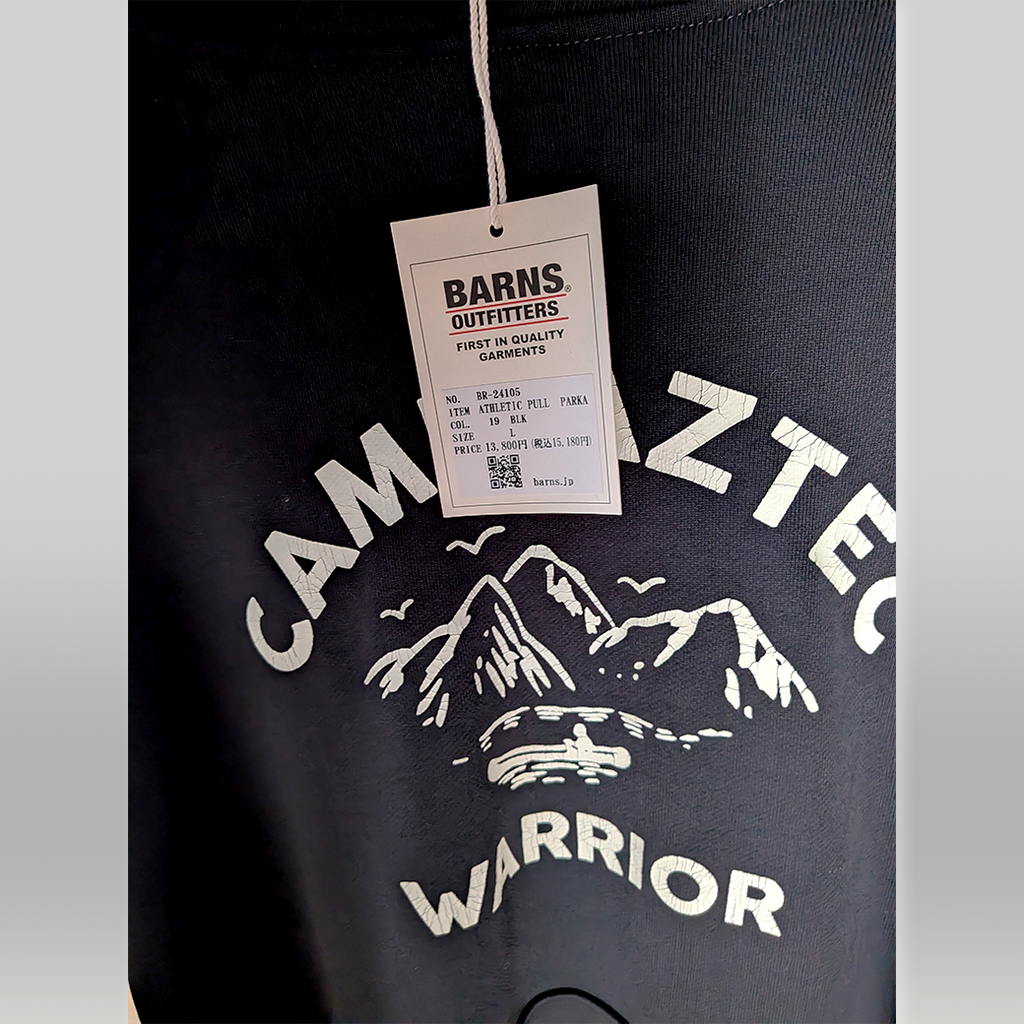 BARNS®
OUTFITTERS
FIRST IN QUALITY
GARMENTS
NO. BR-24105
ITEM ATHLETIC PULL PARKA
COL. 19 BLK
SIZE L
PRICE 13,800円(税込15,180円)
barns.jp
AZTEC
WARRIOR